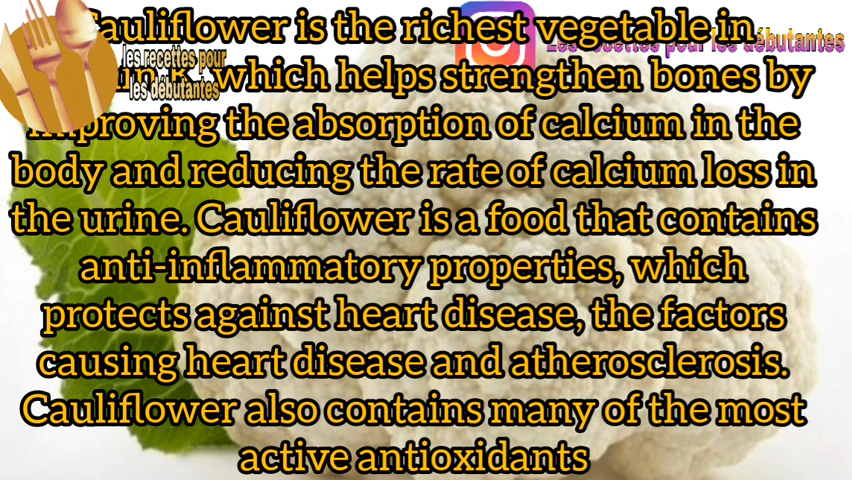 Cauliflower is the richest vegetable in
K, which helps strengthen bones by
improving the absorption of calcium in the
body and reducing the rate of calcium loss in
the urine. Cauliflower is a food that contains
anti-inflammatory properties, which
protects against heart disease, the factors
causing heart disease and atherosclerosis.
Cauliflower also contains many of the most
active antioxidants
les recettes pour
les débutantes
Les recettes pour les débutantes